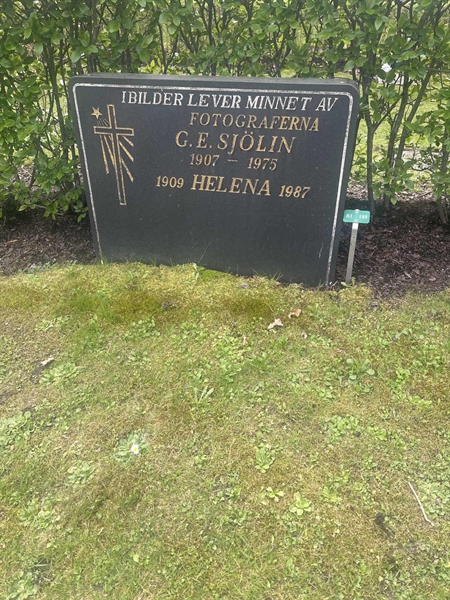 I BILDER LEVER MINNET AV
FOTOGRAFERNA
G.E. SJÖLIN
1907 - 1975
1909 HELENA 1987